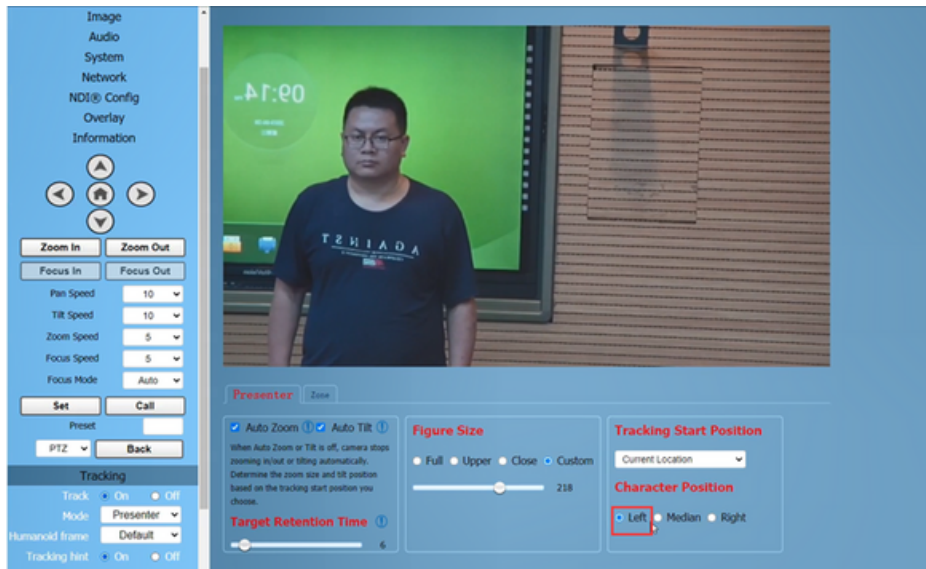 Image
Audio
System
Network
NDI® Config
Overlay
Information
Zoom In Zoom Out
Focus In Focus Out
Pan Speed 10
Tilt Speed 10
Zoom Speed 5
Focus Speed 5
Focus Mode Auto
Set Call
Preset
PTZ Back
Tracking
Track On Off
Mode Presenter
Humanoid frame Default
Tracking hint On Off
09:14
AGAINST
Presenter Zone
Auto Zoom Auto Tilt
When Auto Zoom or Tilt is off, camera stops
zooming in/out or tilting automatically.
Determine the zoom size and tilt position
based on the tracking start position you
choose.
Target Retention Time
6
Figure Size
Full Upper Close Custom
218
Tracking Start Position
Current Location
Character Position
Left Median Right